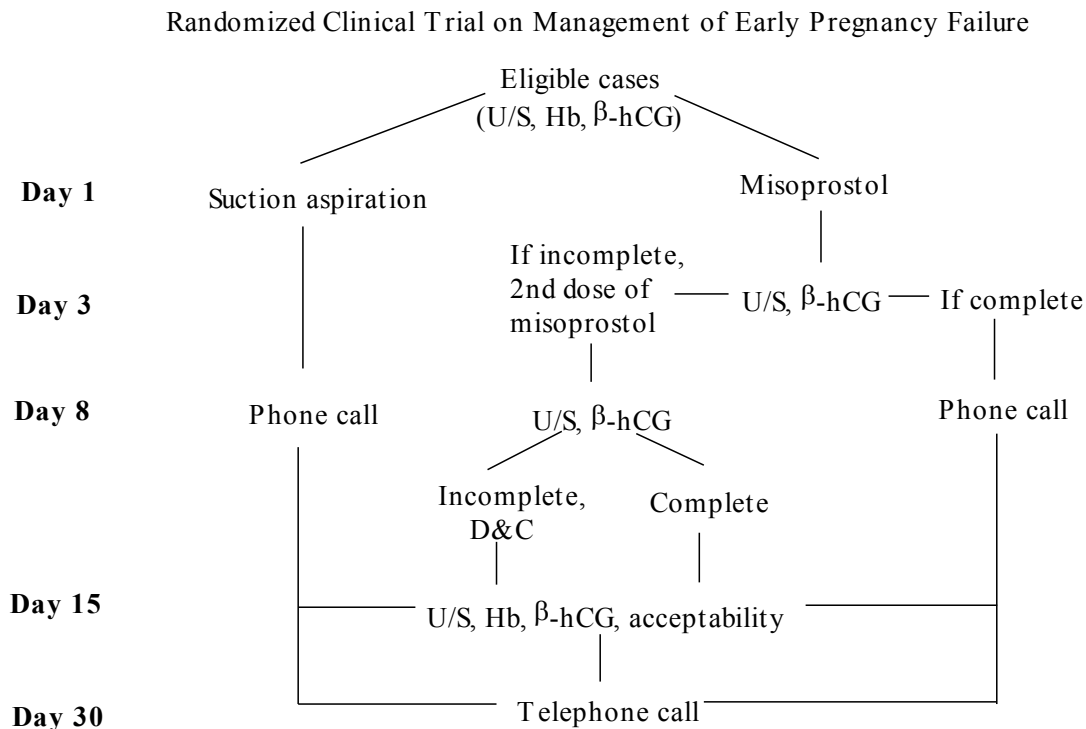 Randomized Clinical Trial on Management of Early Pregnancy Failure
Eligible cases
(U/S, Hb, β-hCG)
Day 1
Suction aspiration
Misoprostol
Day 3
If incomplete,
2nd dose of
misoprostol
U/S, β-hCG
If complete
Day 8
Phone call
U/S, β-hCG
Phone call
Incomplete,
D&C
Complete
Day 15
U/S, Hb, β-hCG, acceptability
Day 30
Telephone call